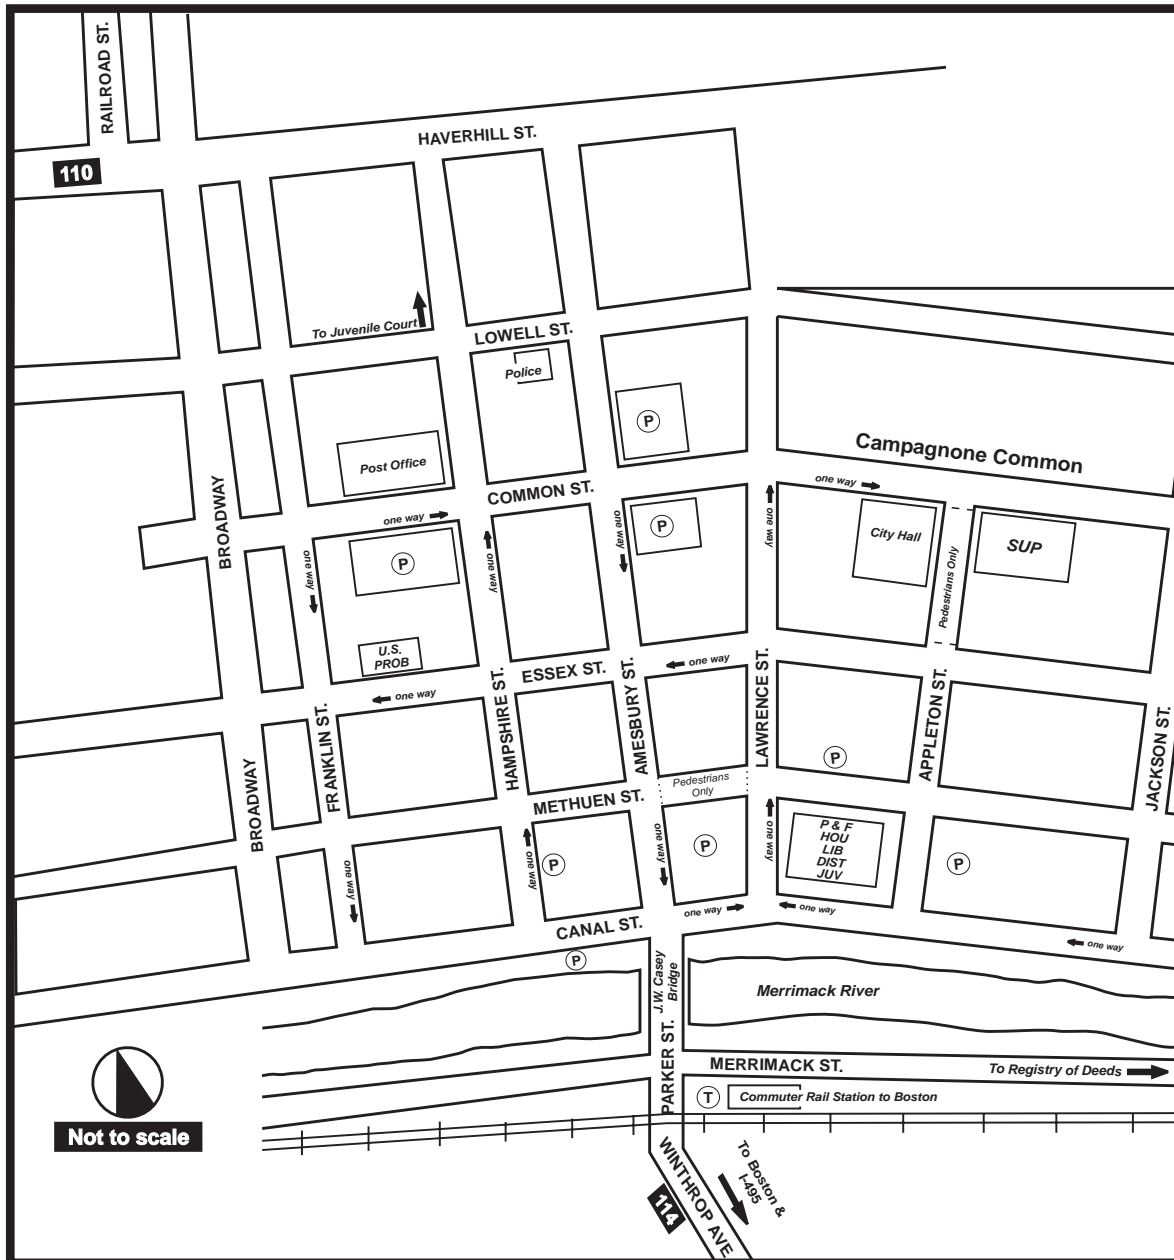 RAILROAD ST.
HAVERHILL ST.
110
To Juvenile Court
LOWELL ST.
Police
P
Post Office
Campagnone Common
one way
COMMON ST.
one way
BROADWAY
P
one way
one way
one way
one way
P
City Hall
Pedestrians Only
SUP
U.S.
PROB
ESSEX ST.
one way
one way
HAMPSHIRE ST.
AMESBURY ST.
LAWRENCE ST.
APPLETON ST.
JACKSON ST.
FRANKLIN ST.
BROADWAY
P
Pedestrians
Only
METHUEN ST.
one way
one way
P
one way
P
one way
P & F
HOU
LIB
DIST
JUV
P
CANAL ST.
one way
one way
one way
P
J.W. Casey
Bridge
Merrimack River
PARKER ST.
MERRIMACK ST.
To Registry of Deeds
T
Commuter Rail Station to Boston
Not to scale
WINTHROP AVE
114
To Boston &
I-495